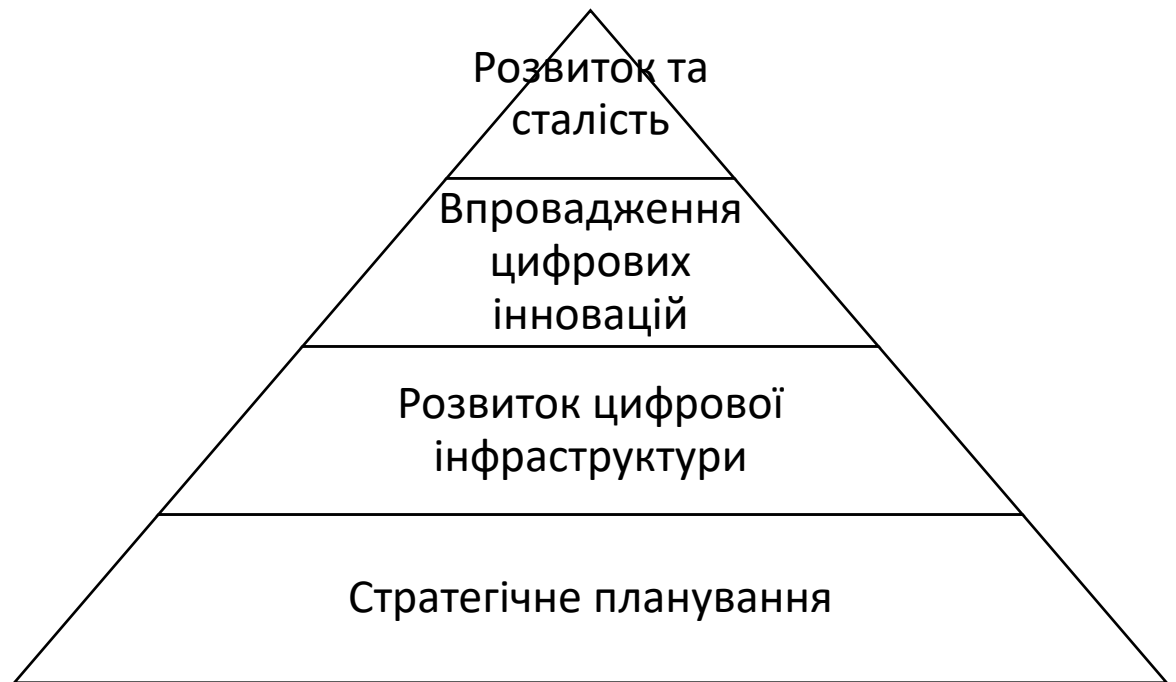 Розвиток та
сталість
Впровадження
цифрових
інновацій
Розвиток цифрової
інфраструктури
Стратегічне планування